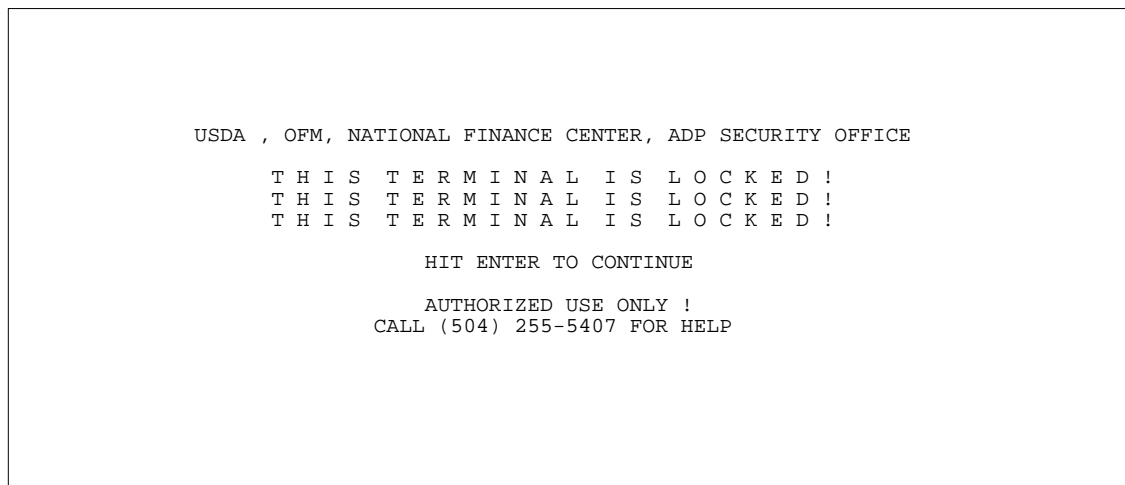 USDA , OFM, NATIONAL FINANCE CENTER, ADP SECURITY OFFICE
T H I S  T E R M I N A L  I S  L O C K E D !
T H I S  T E R M I N A L  I S  L O C K E D !
T H I S  T E R M I N A L  I S  L O C K E D !
HIT ENTER TO CONTINUE
AUTHORIZED USE ONLY !
CALL (504) 255-5407 FOR HELP